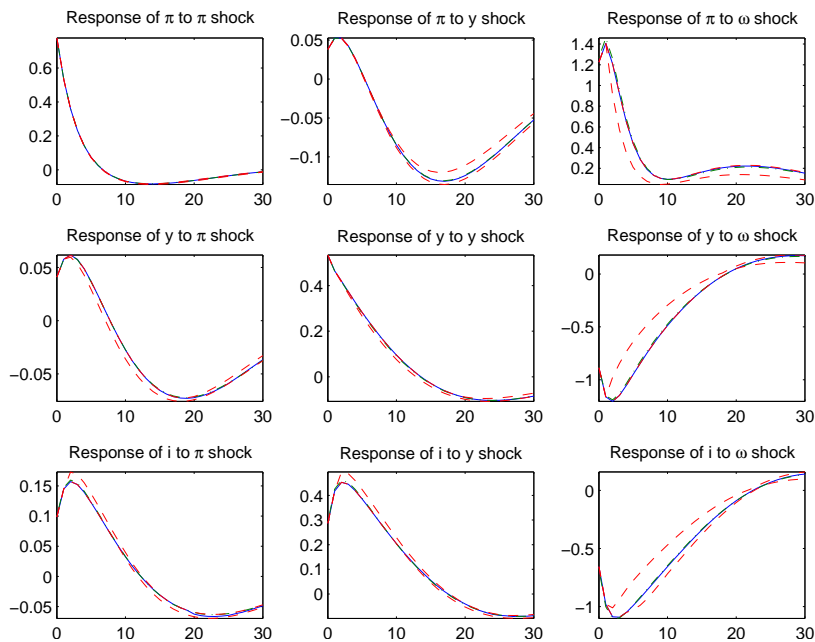 Response of π to π shock
0.6
0.4
0.2
0
0 10 20 30
Response of π to y shock
0.05
0
−0.05
−0.1
0 10 20 30
Response of π to ω shock
1.4
1.2
1
0.8
0.6
0.4
0.2
0 10 20 30
Response of y to π shock
0.05
0
−0.05
0 10 20 30
Response of y to y shock
0.4
0.2
0
0 10 20 30
Response of y to ω shock
0
−0.5
−1
0 10 20 30
Response of i to π shock
0.15
0.1
0.05
0
−0.05
0 10 20 30
Response of i to y shock
0.4
0.3
0.2
0.1
0
0 10 20 30
Response of i to ω shock
0
−0.5
−1
0 10 20 30